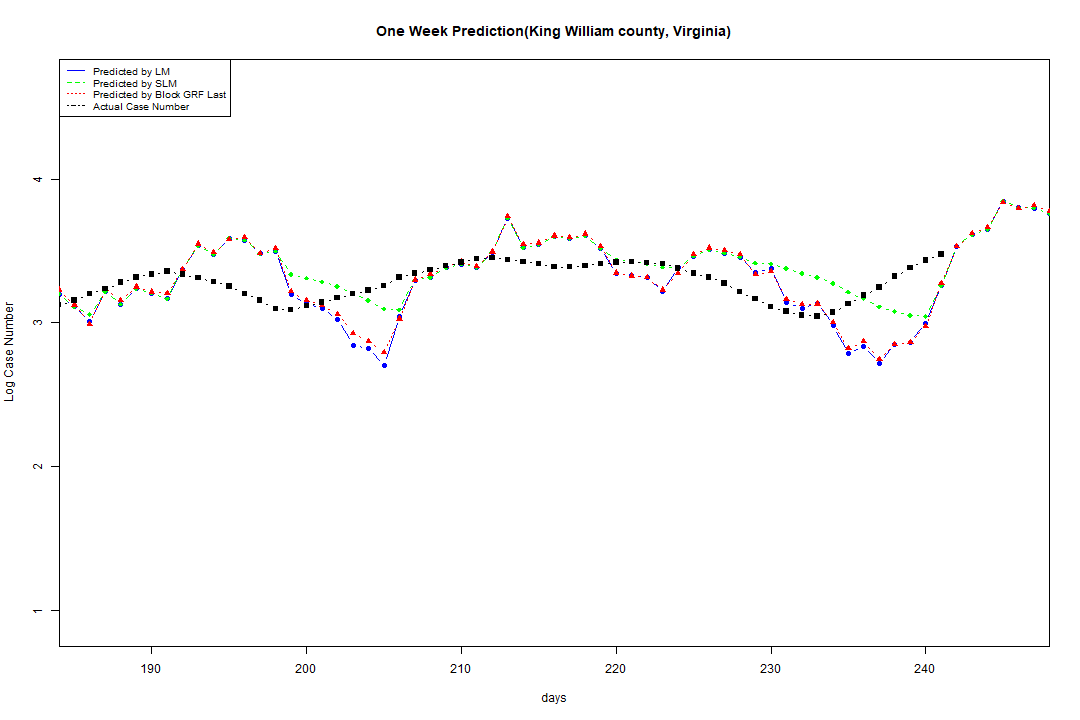 One Week Prediction(King William county, Virginia)
Predicted by LM
Predicted by SLM
Predicted by Block GRF Last
Actual Case Number
4
3
2
1
Log Case Number
190 200 210 220 230 240
days